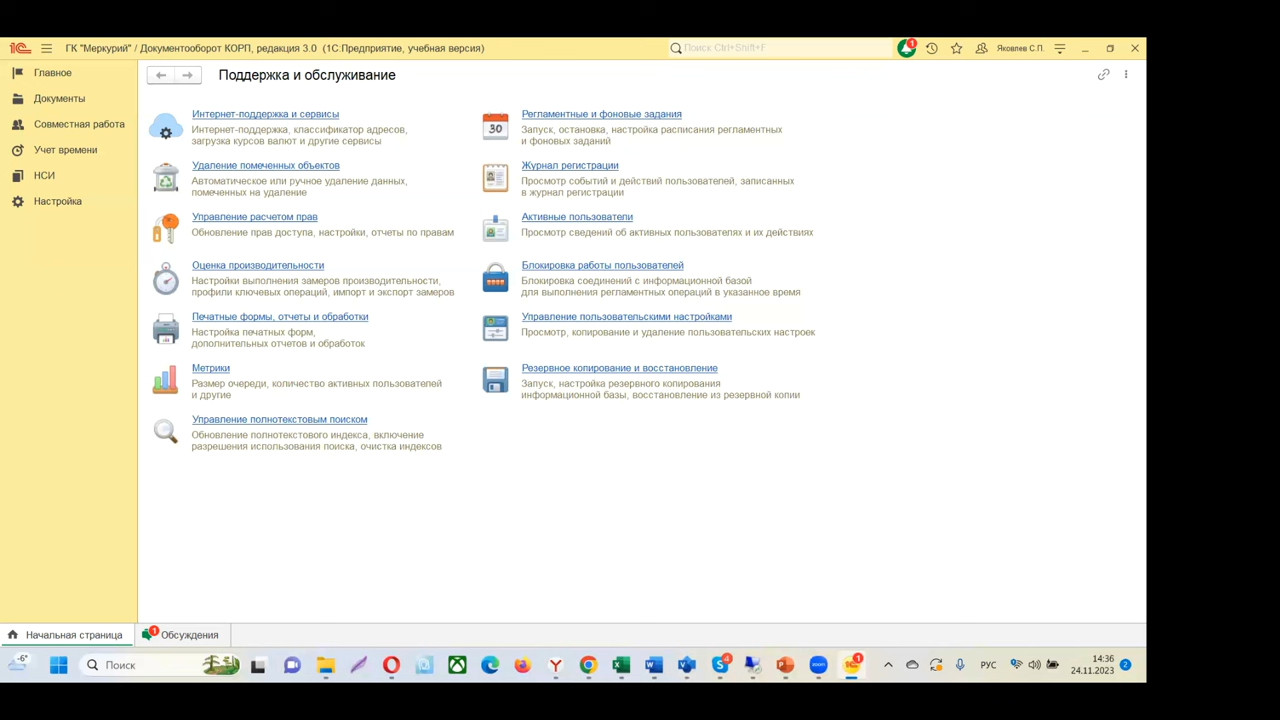 1С ГК "Меркурий" / Документооборот КОРП, редакция 3.0 (1С:Предприятие, учебная версия)
Поиск Ctrl+Shift+F
1
Яковлев С.П.
Главное
Документы
Совместная работа
Учет времени
НСИ
Настройка
Поддержка и обслуживание
Интернет-поддержка и сервисы
Интернет-поддержка, классификатор адресов,
загрузка курсов валют и другие сервисы
Удаление помеченных объектов
Автоматическое или ручное удаление данных,
помеченных на удаление
Управление расчетом прав
Обновление прав доступа, настройки, отчеты по правам
Оценка производительности
Настройки выполнения замеров производительности,
профили ключевых операций, импорт и экспорт замеров
Печатные формы, отчеты и обработки
Настройка печатных форм,
дополнительных отчетов и обработок
Метрики
Размер очереди, количество активных пользователей
и другие
Управление полнотекстовым поиском
Обновление полнотекстового индекса, включение
разрешения использования поиска, очистка индексов
30
Регламентные и фоновые задания
Запуск, остановка, настройка расписания регламентных
и фоновых заданий
Журнал регистрации
Просмотр событий и действий пользователей, записанных
в журнал регистрации
Активные пользователи
Просмотр сведений об активных пользователях и их действиях
Блокировка работы пользователей
Блокировка соединений с информационной базой
для выполнения регламентных операций в указанное время
Управление пользовательскими настройками
Просмотр, копирование и удаление пользовательских настроек
Резервное копирование и восстановление
Запуск, настройка резервного копирования
информационной базы, восстановление из резервной копии
Начальная страница
1 Обсуждения
-6°
Поиск
4
zoom
1
РУС
14:36
24.11.2023
2